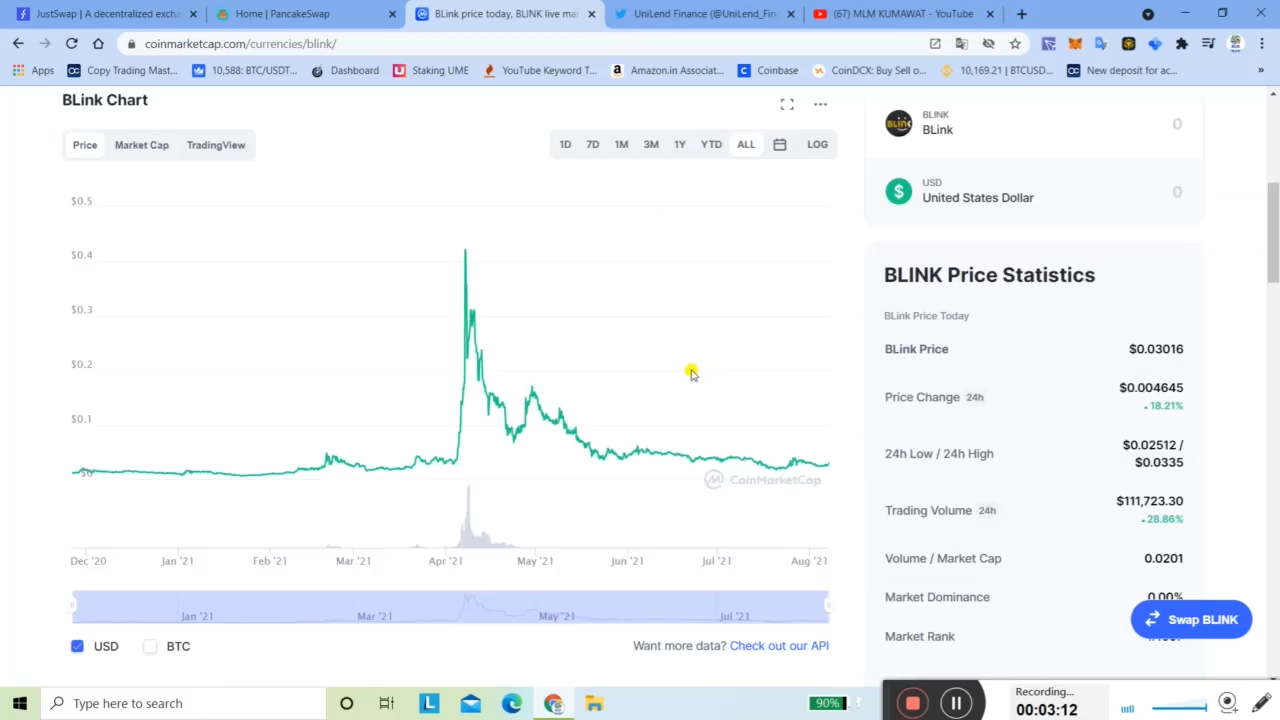 JustSwap | A decentralized excha
Home | PancakeSwap
BLink price today, BLINK live mar
UniLend Finance (@UniLend_Fina
(67) MLM KUMAWAT - YouTube
coinmarketcap.com/currencies/blink/
Apps
Copy Trading Mast...
10,588: BTC/USDT...
Dashboard
Staking UME
YouTube Keyword T...
Amazon.in Associat...
Coinbase
CoinDCX: Buy Sell o...
10,169.21 | BTCUSD...
New deposit for ac...
BLink Chart
Price
Market Cap
TradingView
1D 7D 1M 3M 1Y YTD ALL LOG
$0.5
$0.4
$0.3
$0.2
$0.1
$0
CoinMarketCap
Dec '20 Jan '21 Feb '21 Mar '21 Apr '21 May '21 Jun '21 Jul '21 Aug '21
Jan '21 Mar '21 May '21 Jul '21
USD
BTC
Want more data? Check out our API
BLINK
BLink
0
USD
United States Dollar
0
BLINK Price Statistics
BLink Price Today
BLink Price $0.03016
Price Change 24h $0.004645
18.21%
24h Low / 24h High $0.02512 /
$0.0335
Trading Volume 24h $111,723.30
28.86%
Volume / Market Cap 0.0201
Market Dominance 0.00%
Market Rank
Swap BLINK
Type here to search
L
90%
Recording...
00:03:12